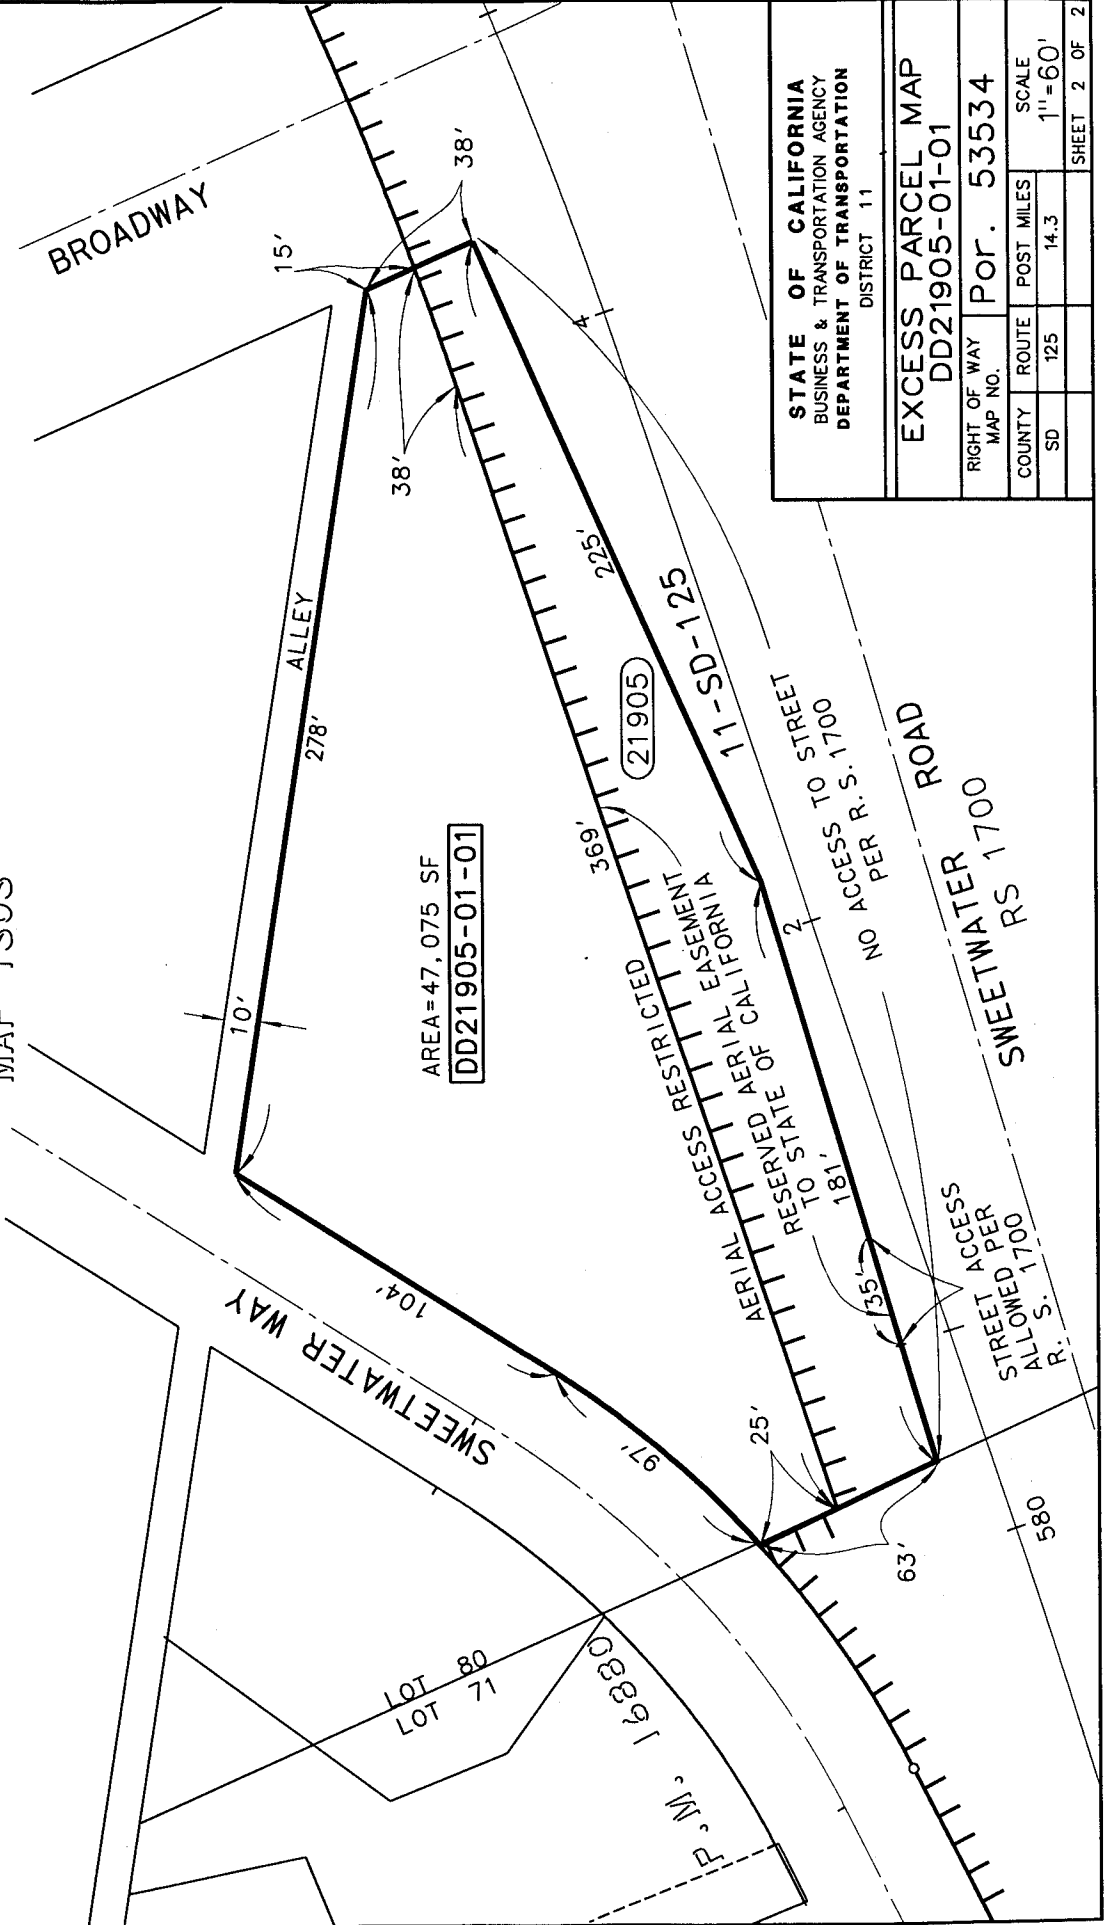 MAP 1303
BROADWAY
15'
38'
38'
ALLEY
278'
10'
225'
4
11-SD-125
21905
369'
AREA=47,075 SF
DD21905-01-01
AERIAL ACCESS RESTRICTED
RESERVED AERIAL EASEMENT
TO STATE OF CALIFORNIA
181'
35'
2
NO ACCESS TO STREET
PER R.S.1700
SWEETWATER ROAD
RS 1700
STREET ACCESS
ALLOWED PER
R. S. 1700
104'
SWEETWATER WAY
97'
25'
63'
580
LOT 80
LOT 71
P.M. 16880
STATE OF CALIFORNIA
BUSINESS & TRANSPORTATION AGENCY
DEPARTMENT OF TRANSPORTATION
DISTRICT 11
EXCESS PARCEL MAP
DD21905-01-01
RIGHT OF WAY
MAP NO.
Por. 53534
COUNTY ROUTE POST MILES SCALE
SD 125 14.3 1"=60'
SHEET 2 OF 2